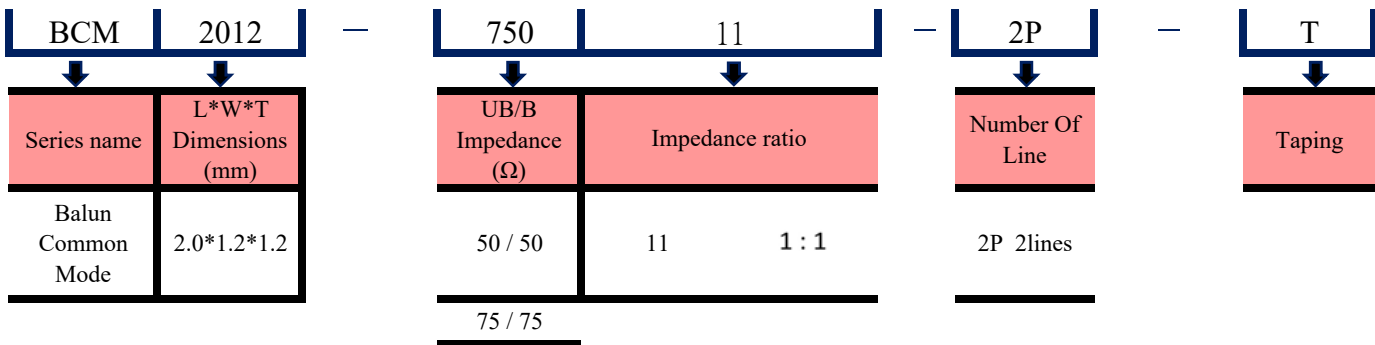 BCM 2012 — 750 11 — 2P — T
Series name
L*W*T
Dimensions
(mm)
UB/B
Impedance
(Ω)
Impedance ratio
Number Of
Line
Taping
Balun
Common
Mode
2.0*1.2*1.2
50 / 50
11 1 : 1
2P 2lines
75 / 75